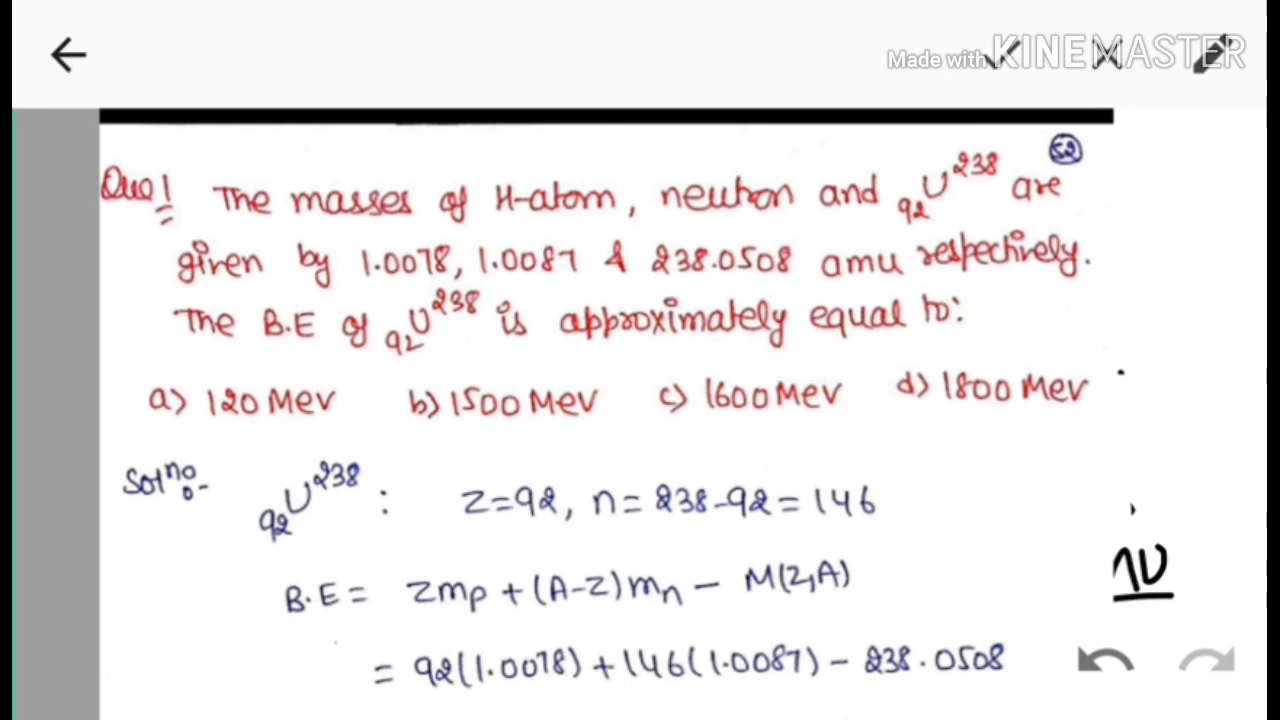 Made with KINEMASTER
52
Que! The masses of H-atom, neutron and ₉₂U²³⁸ are
given by 1.0078, 1.0087 & 238.0508 amu respectively.
The B.E of ₉₂U²³⁸ is approximately equal to:
a) 120 Mev b) 1500 Mev c) 1600 Mev d) 1800 Mev
Soln:-
₉₂U²³⁸ : Z=92, n=238-92=146
B.E = Zmp + (A-Z)mn - M(Z,A)
= 92(1.0078) + 146(1.0087) - 238.0508